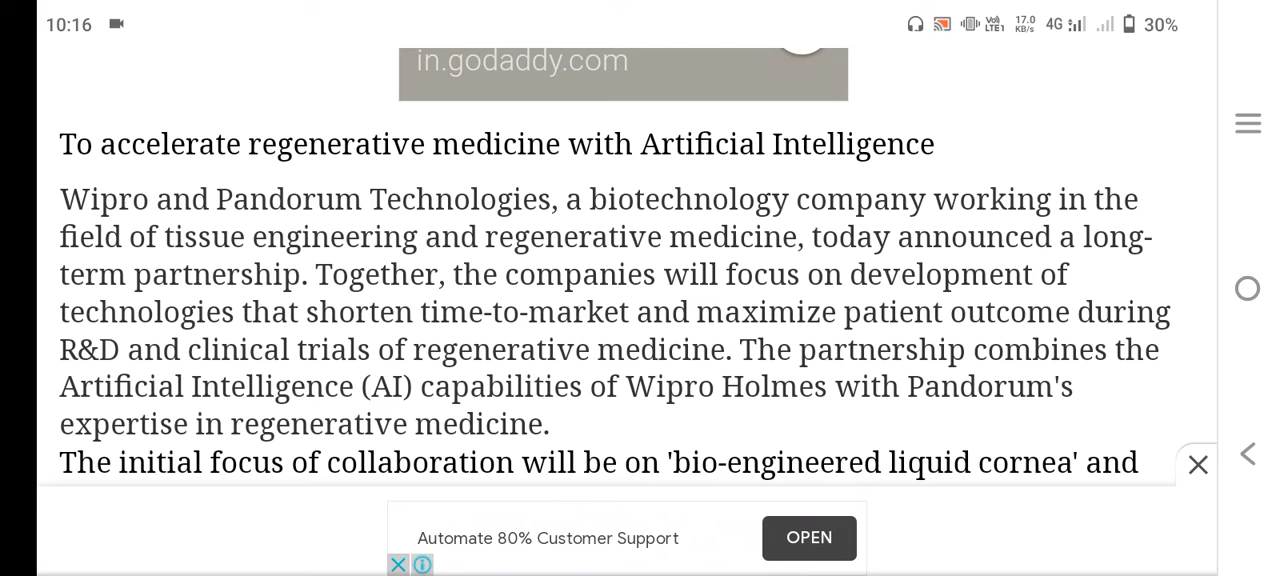 10:16 Vo) LTE1 17.0 KB/s 4G 30%
in.godaddy.com
To accelerate regenerative medicine with Artificial Intelligence
Wipro and Pandorum Technologies, a biotechnology company working in the
field of tissue engineering and regenerative medicine, today announced a long-
term partnership. Together, the companies will focus on development of
technologies that shorten time-to-market and maximize patient outcome during
R&D and clinical trials of regenerative medicine. The partnership combines the
Artificial Intelligence (AI) capabilities of Wipro Holmes with Pandorum's
expertise in regenerative medicine.
The initial focus of collaboration will be on 'bio-engineered liquid cornea' and
Automate 80% Customer Support
OPEN